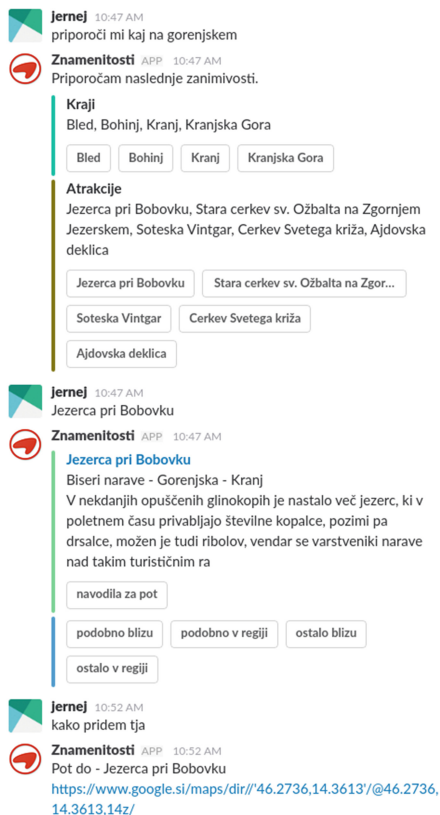 jernej 10:47 AM
priporoči mi kaj na gorenjskem
Znamenitosti APP 10:47 AM
Priporočam naslednje zanimivosti.
Kraji
Bled, Bohinj, Kranj, Kranjska Gora
Bled Bohinj Kranj Kranjska Gora
Atrakcije
Jezerca pri Bobovku, Stara cerkev sv. Ožbalta na Zgornjem
Jezerskem, Soteska Vintgar, Cerkev Svetega križa, Ajdovska
deklica
Jezerca pri Bobovku Stara cerkev sv. Ožbalta na Zgor...
Soteska Vintgar Cerkev Svetega križa
Ajdovska deklica
jernej 10:47 AM
Jezerca pri Bobovku
Znamenitosti APP 10:47 AM
Jezerca pri Bobovku
Biseri narave - Gorenjska - Kranj
V nekdanjih opuščenih glinokopih je nastalo več jezerc, ki v
poletnem času privabljajo številne kopalce, pozimi pa
drsalce, možen je tudi ribolov, vendar se varstveniki narave
nad takim turističnim ra
navodila za pot
podobno blizu podobno v regiji ostalo blizu
ostalo v regiji
jernej 10:52 AM
kako pridem tja
Znamenitosti APP 10:52 AM
Pot do - Jezerca pri Bobovku
https://www.google.si/maps/dir//'46.2736,14.3613'/@46.2736,
14.3613,14z/